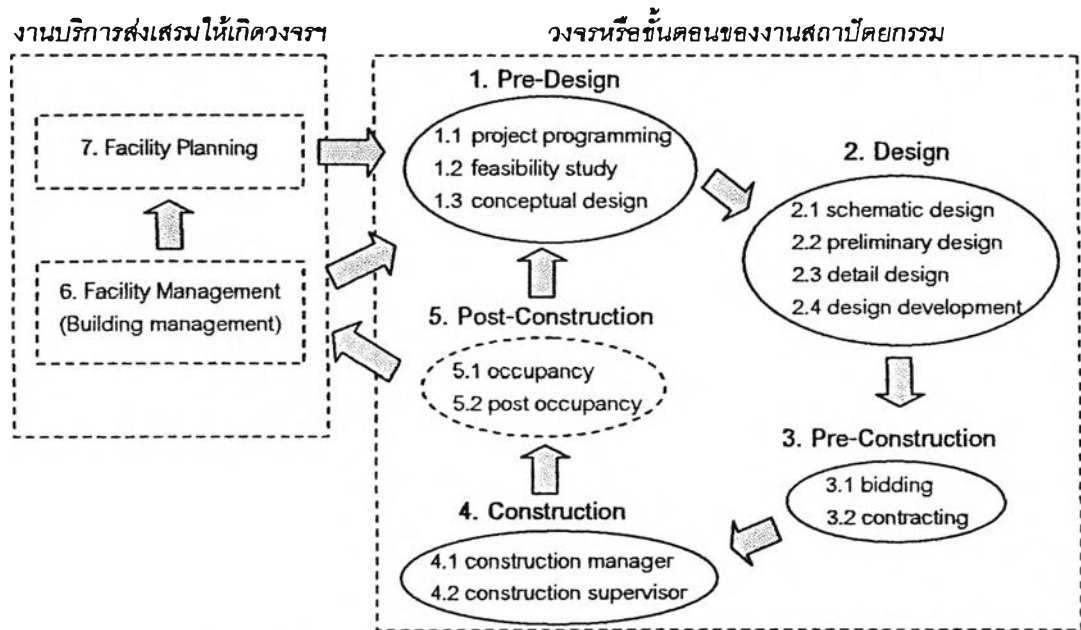 งานบริการส่งเสริมให้เกิดวงจรฯ
วงจรหรือขั้นตอนของงานสถาปัตยกรรม
1. Pre-Design
1.1 project programming
1.2 feasibility study
1.3 conceptual design
2. Design
2.1 schematic design
2.2 preliminary design
2.3 detail design
2.4 design development
3. Pre-Construction
3.1 bidding
3.2 contracting
4. Construction
4.1 construction manager
4.2 construction supervisor
5. Post-Construction
5.1 occupancy
5.2 post occupancy
6. Facility Management
(Building management)
7. Facility Planning